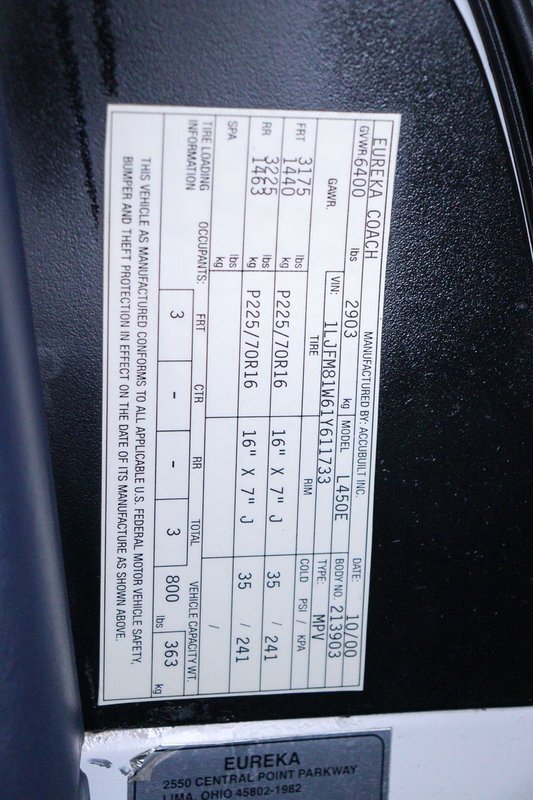 EUREKA COACH MANUFACTURED BY: ACCUBUILT INC. DATE: 10/00
GVWR 6400 lbs 2903 kg MODEL L450E BODY NO. 213903
VIN: 1LJFM81W61Y611733 TYPE: MPV
GAWR TIRE RIM COLD PSI / KPA
FRT 3175 lbs P225/70R16 16" X 7" J 35 / 241
1440 kg
RR 3225 lbs P225/70R16 16" X 7" J 35 / 241
1463 kg
SPA lbs /
kg
TIRE LOADING INFORMATION OCCUPANTS: FRT CTR RR TOTAL VEHICLE CAPACITY WT.
3 - - 3 800 lbs 363 kg
THIS VEHICLE AS MANUFACTURED CONFORMS TO ALL APPLICABLE U.S. FEDERAL MOTOR VEHICLE SAFETY,
BUMPER AND THEFT PROTECTION IN EFFECT ON THE DATE OF ITS MANUFACTURE AS SHOWN ABOVE.
EUREKA
2550 CENTRAL POINT PARKWAY
LIMA, OHIO 45802-1982